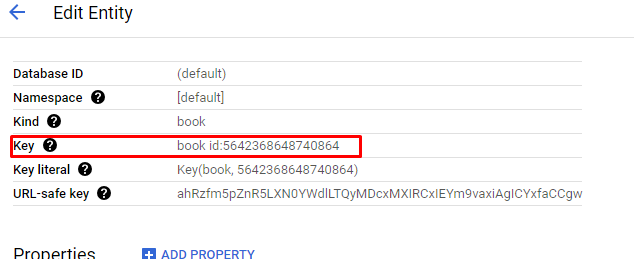 Edit Entity
Database ID (default)
Namespace ? [default]
Kind ? book
Key ? book id:5642368648740864
Key literal ? Key(book, 5642368648740864)
URL-safe key ? ahRzfm5pZnR5LXN0YWdlLTQyMDcxMXIRCxIEYm9vaxiAgICYxfaCCgw
Properties ADD PROPERTY